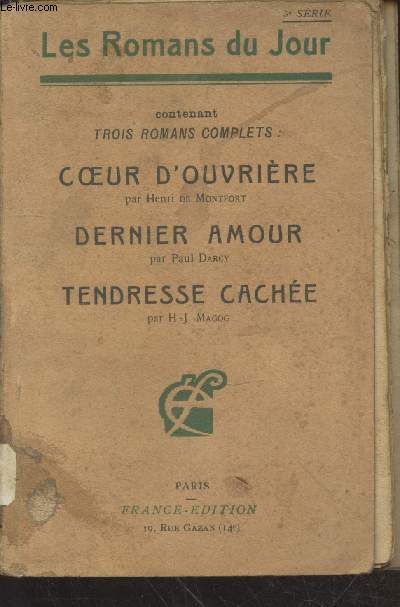 © Le-livre.com
SÉRIE
Les Romans du Jour
contenant
TROIS ROMANS COMPLETS :
CŒUR D'OUVRIÈRE
par Henri de Montfort
DERNIER AMOUR
par Paul Darcy
TENDRESSE CACHÉE
par H.-J. Magog
PARIS
FRANCE-EDITION
19, Rue Gazan (14e)